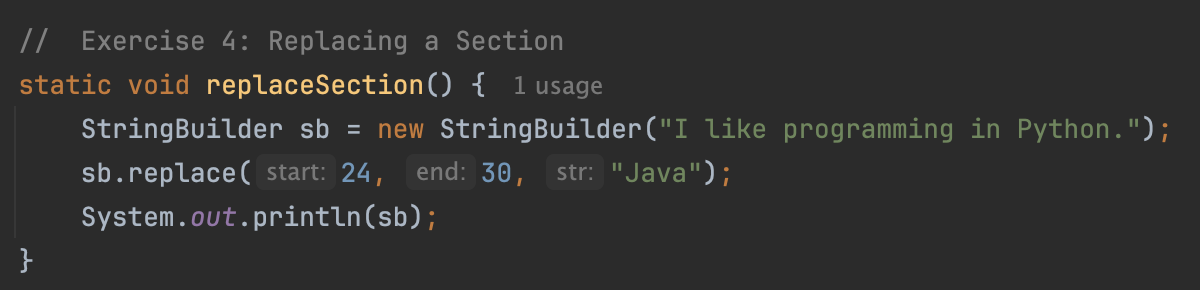 //  Exercise 4: Replacing a Section
static void replaceSection() {  1 usage
    StringBuilder sb = new StringBuilder("I like programming in Python.");
    sb.replace( start: 24,  end: 30,  str: "Java");
    System.out.println(sb);
}